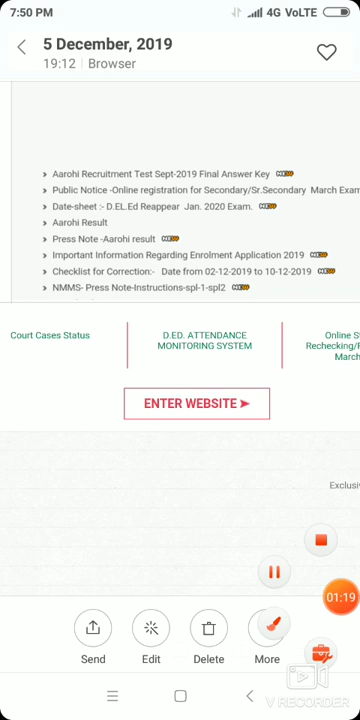 7:50 PM
4G VoLTE
5 December, 2019
19:12 | Browser
Aarohi Recruitment Test Sept-2019 Final Answer Key
Public Notice -Online registration for Secondary/Sr.Secondary March Exam
Date-sheet :- D.EL.Ed Reappear Jan. 2020 Exam.
Aarohi Result
Press Note -Aarohi result
Important Information Regarding Enrolment Application 2019
Checklist for Correction:- Date from 02-12-2019 to 10-12-2019
NMMS- Press Note-Instructions-spl-1-spl2
Court Cases Status
D.ED. ATTENDANCE
MONITORING SYSTEM
Online S
Rechecking/
March
ENTER WEBSITE ➤
Exclusiv
01:19
Send
Edit
Delete
More
V RECORDER